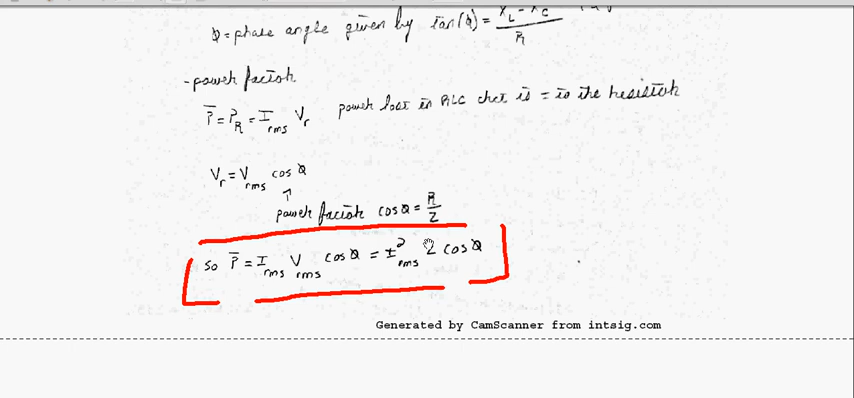 φ = phase angle given by tan(φ) = X_L - X_C / R
- power factor
P̅ = P_R = I_rms V_r power lost in RLC cket is = to the resistor
V_r = V_rms cos φ
↑
power factor cos φ = R/Z
so P̅ = I_rms V_rms cos φ = I²_rms Z cos φ
Generated by CamScanner from intsig.com